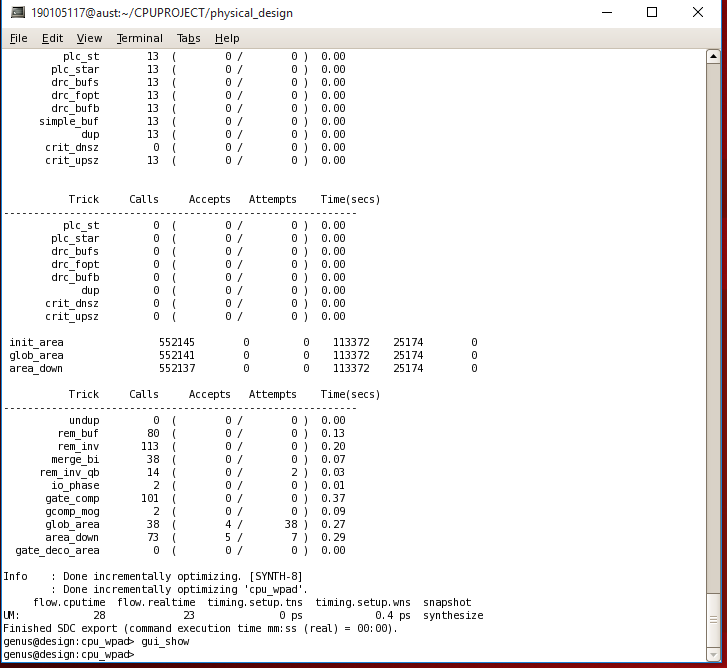 190105117@aust:~/CPUPROJECT/physical_design
File Edit View Terminal Tabs Help
plc_st 13 ( 0 / 0 ) 0.00
plc_star 13 ( 0 / 0 ) 0.00
drc_bufs 13 ( 0 / 0 ) 0.00
drc_fopt 13 ( 0 / 0 ) 0.00
drc_bufb 13 ( 0 / 0 ) 0.00
simple_buf 13 ( 0 / 0 ) 0.00
dup 13 ( 0 / 0 ) 0.00
crit_dnsz 0 ( 0 / 0 ) 0.00
crit_upsz 13 ( 0 / 0 ) 0.00
Trick Calls Accepts Attempts Time(secs)
----------------------------------------------------------
plc_st 0 ( 0 / 0 ) 0.00
plc_star 0 ( 0 / 0 ) 0.00
drc_bufs 0 ( 0 / 0 ) 0.00
drc_fopt 0 ( 0 / 0 ) 0.00
drc_bufb 0 ( 0 / 0 ) 0.00
dup 0 ( 0 / 0 ) 0.00
crit_dnsz 0 ( 0 / 0 ) 0.00
crit_upsz 0 ( 0 / 0 ) 0.00
init_area 552145 0 0 113372 25174 0
glob_area 552141 0 0 113372 25174 0
area_down 552137 0 0 113372 25174 0
Trick Calls Accepts Attempts Time(secs)
----------------------------------------------------------
undup 0 ( 0 / 0 ) 0.00
rem_buf 80 ( 0 / 0 ) 0.13
rem_inv 113 ( 0 / 0 ) 0.20
merge_bi 38 ( 0 / 0 ) 0.07
rem_inv_qb 14 ( 0 / 2 ) 0.03
io_phase 2 ( 0 / 0 ) 0.01
gate_comp 101 ( 0 / 0 ) 0.37
gcomp_mog 2 ( 0 / 0 ) 0.09
glob_area 38 ( 4 / 38 ) 0.27
area_down 73 ( 5 / 7 ) 0.29
gate_deco_area 0 ( 0 / 0 ) 0.00
Info : Done incrementally optimizing. [SYNTH-8]
: Done incrementally optimizing 'cpu_wpad'.
flow.cputime flow.realtime timing.setup.tns timing.setup.wns snapshot
UM: 28 23 0 ps 0.4 ps synthesize
Finished SDC export (command execution time mm:ss (real) = 00:00).
genus@design:cpu_wpad> gui_show
genus@design:cpu_wpad>